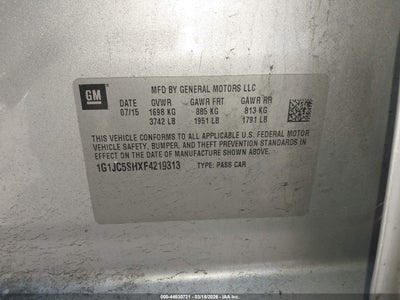 GM
MFD BY GENERAL MOTORS LLC
DATE GVWR GAWR FRT GAWR RR
07/15 1698 KG 885 KG 813 KG
3742 LB 1951 LB 1791 LB
THIS VEHICLE CONFORMS TO ALL APPLICABLE U.S. FEDERAL MOTOR
VEHICLE SAFETY, BUMPER, AND THEFT PREVENTION STANDARDS IN
EFFECT ON THE DATE OF MANUFACTURE SHOWN ABOVE.
1G1JC5SHXF4219313 TYPE: PASS CAR
000-44630721 - 03/18/2026 - IAA Inc.